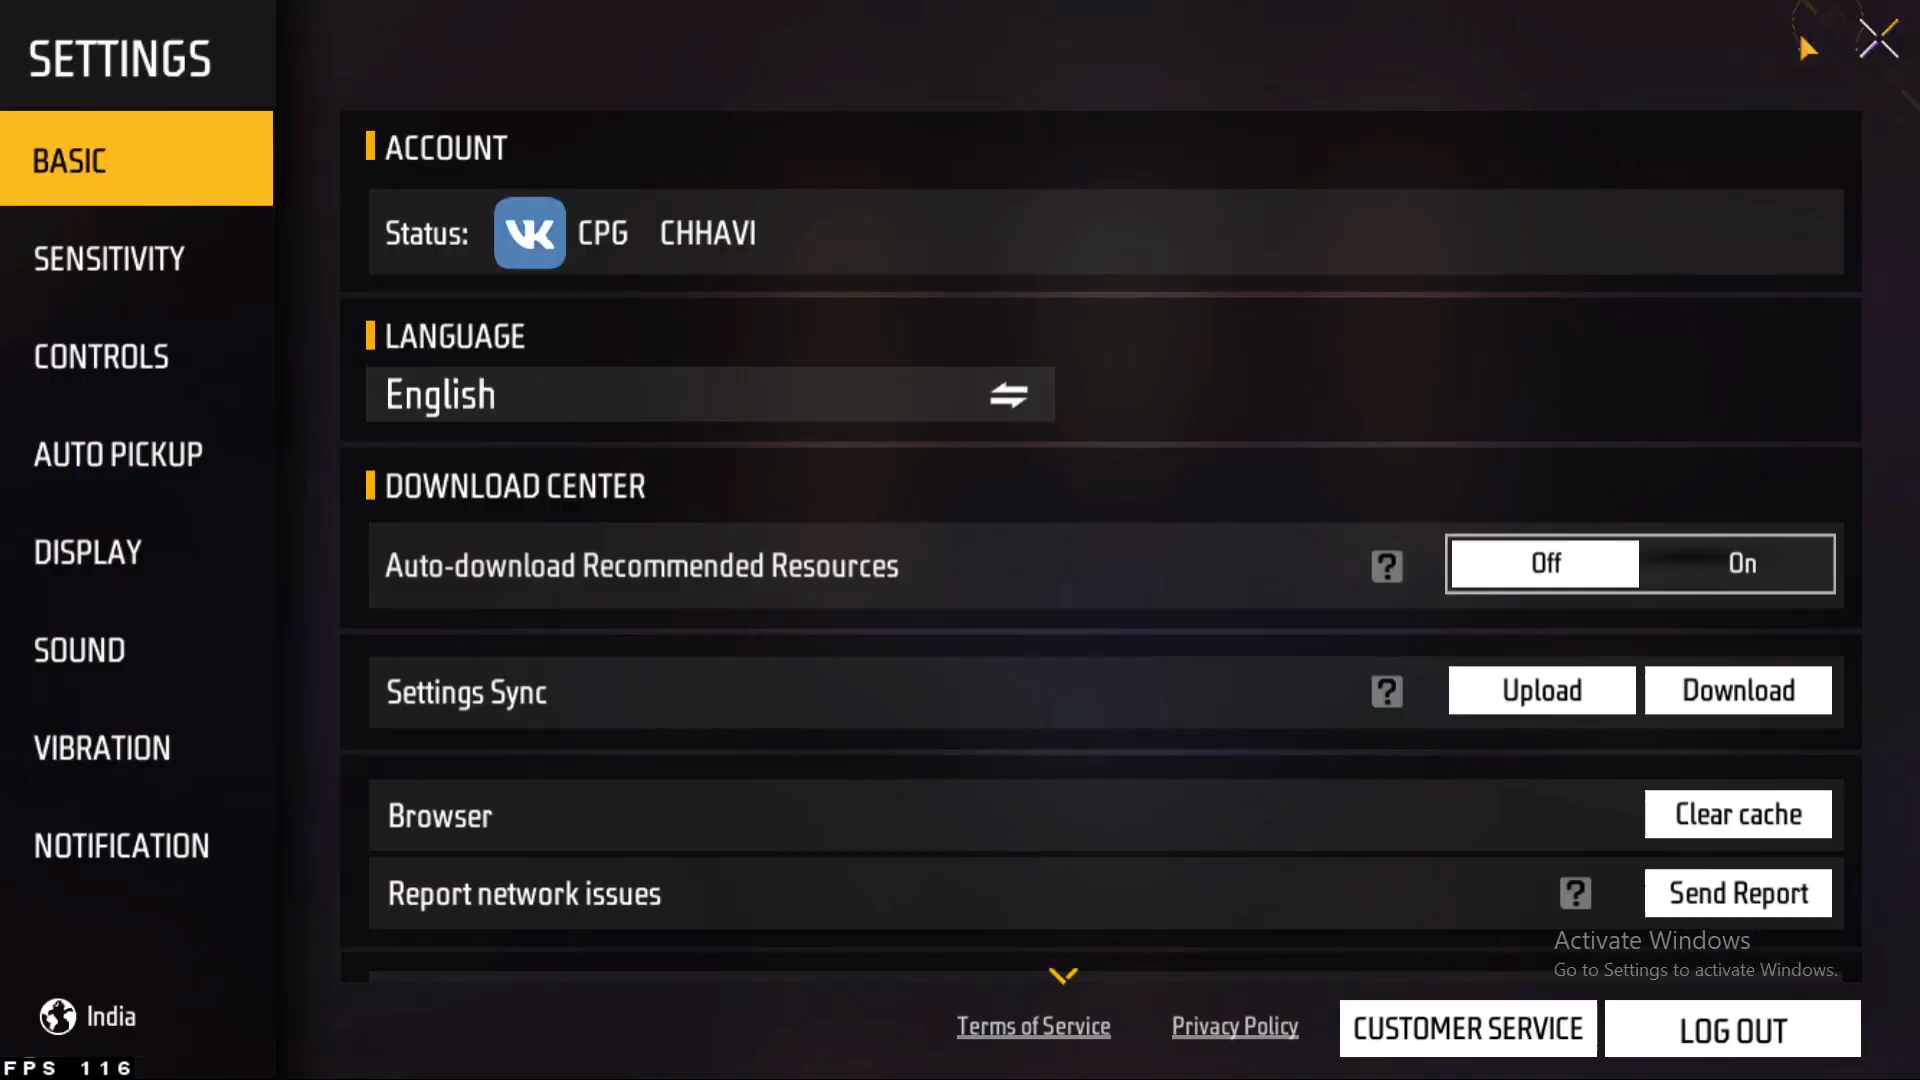 SETTINGS
BASIC
SENSITIVITY
CONTROLS
AUTO PICKUP
DISPLAY
SOUND
VIBRATION
NOTIFICATION
India
FPS 116
ACCOUNT
Status: VK CPG CHHAVI
LANGUAGE
English
DOWNLOAD CENTER
Auto-download Recommended Resources ? Off On
Settings Sync ? Upload Download
Browser Clear cache
Report network issues ? Send Report
Activate Windows
Go to Settings to activate Windows.
Terms of Service Privacy Policy CUSTOMER SERVICE LOG OUT